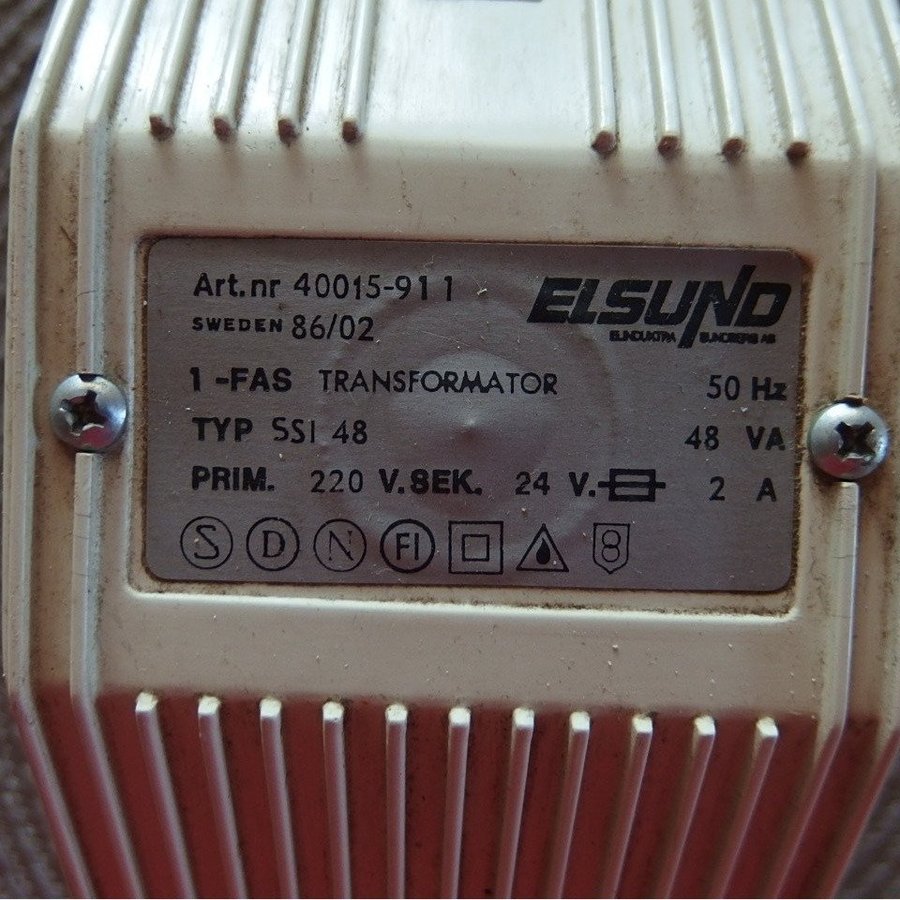 Art.nr 40015-911
ELSUND
SWEDEN 86/02
1-FAS TRANSFORMATOR 50 Hz
TYP SSI 48 48 VA
PRIM. 220 V. SEK. 24 V. 2 A
S D N FI 8